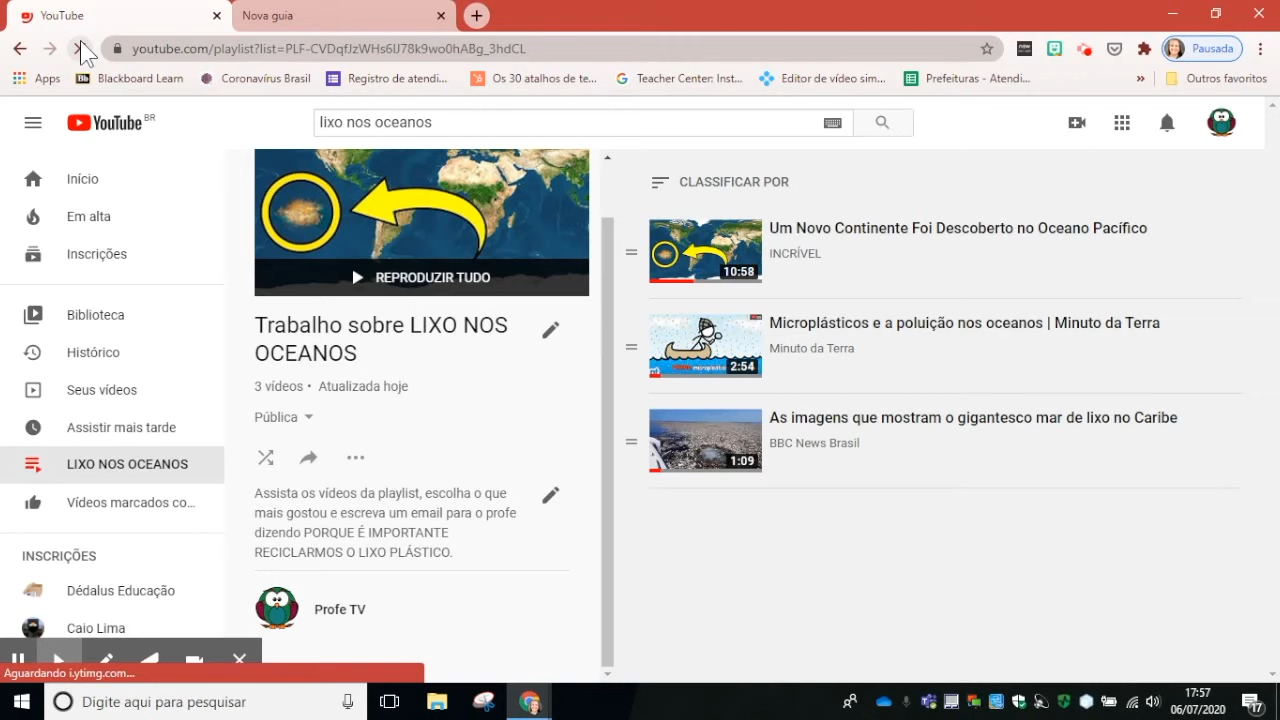 YouTube
Nova guia
youtube.com/playlist?list=PLF-CVDqfJzWHs6IJ78k9wo0hABg_3hdCL
Pausada
Apps
Blackboard Learn
Coronavírus Brasil
Registro de atendi...
Os 30 atalhos de te...
Teacher Center: Inst...
Editor de vídeo sim...
Prefeituras - Atendi...
»
Outros favoritos
YouTube BR
lixo nos oceanos
Início
Em alta
Inscrições
Biblioteca
Histórico
Seus vídeos
Assistir mais tarde
LIXO NOS OCEANOS
Vídeos marcados co...
INSCRIÇÕES
Dédalus Educação
Caio Lima
REPRODUZIR TUDO
Trabalho sobre LIXO NOS
OCEANOS
3 vídeos • Atualizada hoje
Pública
Assista os vídeos da playlist, escolha o que
mais gostou e escreva um email para o profe
dizendo PORQUE É IMPORTANTE
RECICLARMOS O LIXO PLÁSTICO.
Profe TV
CLASSIFICAR POR
Um Novo Continente Foi Descoberto no Oceano Pacífico
INCRÍVEL
10:58
Microplásticos e a poluição nos oceanos | Minuto da Terra
Minuto da Terra
2:54
As imagens que mostram o gigantesco mar de lixo no Caribe
BBC News Brasil
1:09
Aguardando i.ytimg.com...
Digite aqui para pesquisar
17:57
06/07/2020
17